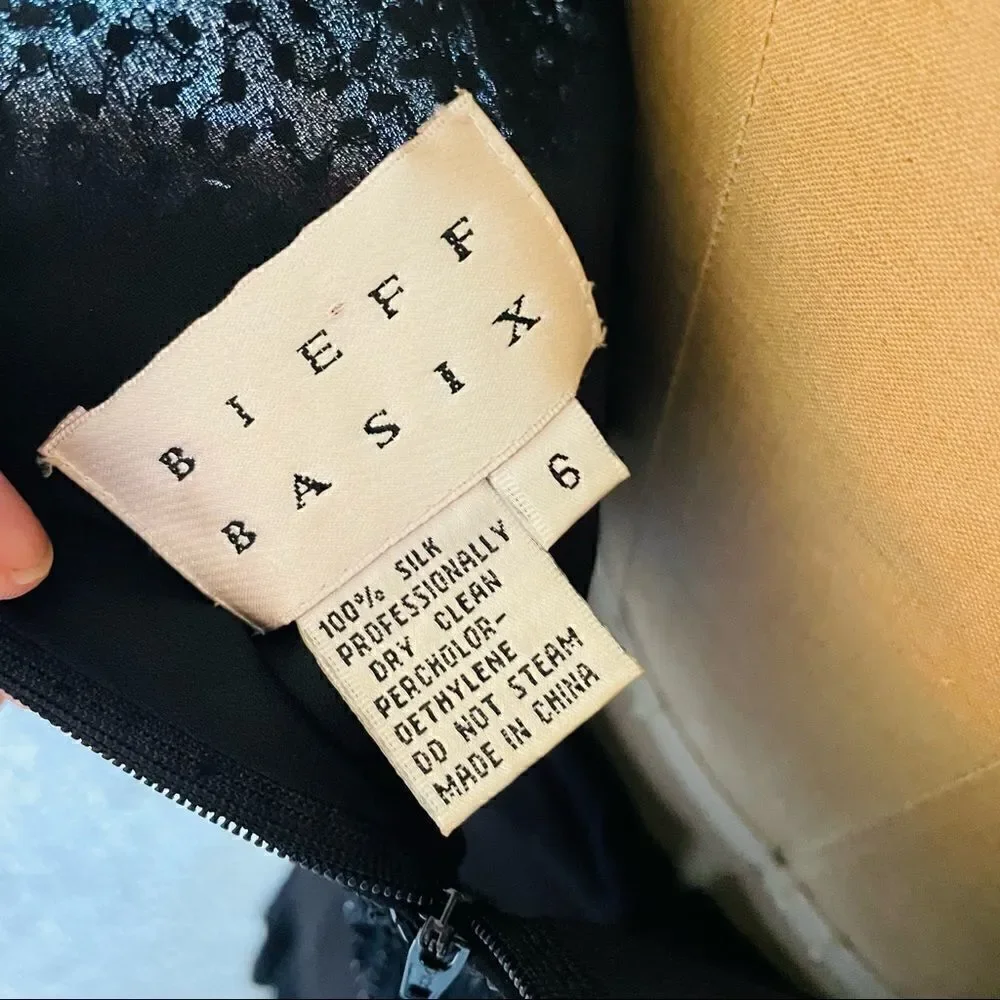 BIEFF
BASIX
6
100% SILK
PROFESSIONALLY
DRY CLEAN
PERCHOLOR-
OETHYLENE
DO NOT STEAM
MADE IN CHINA